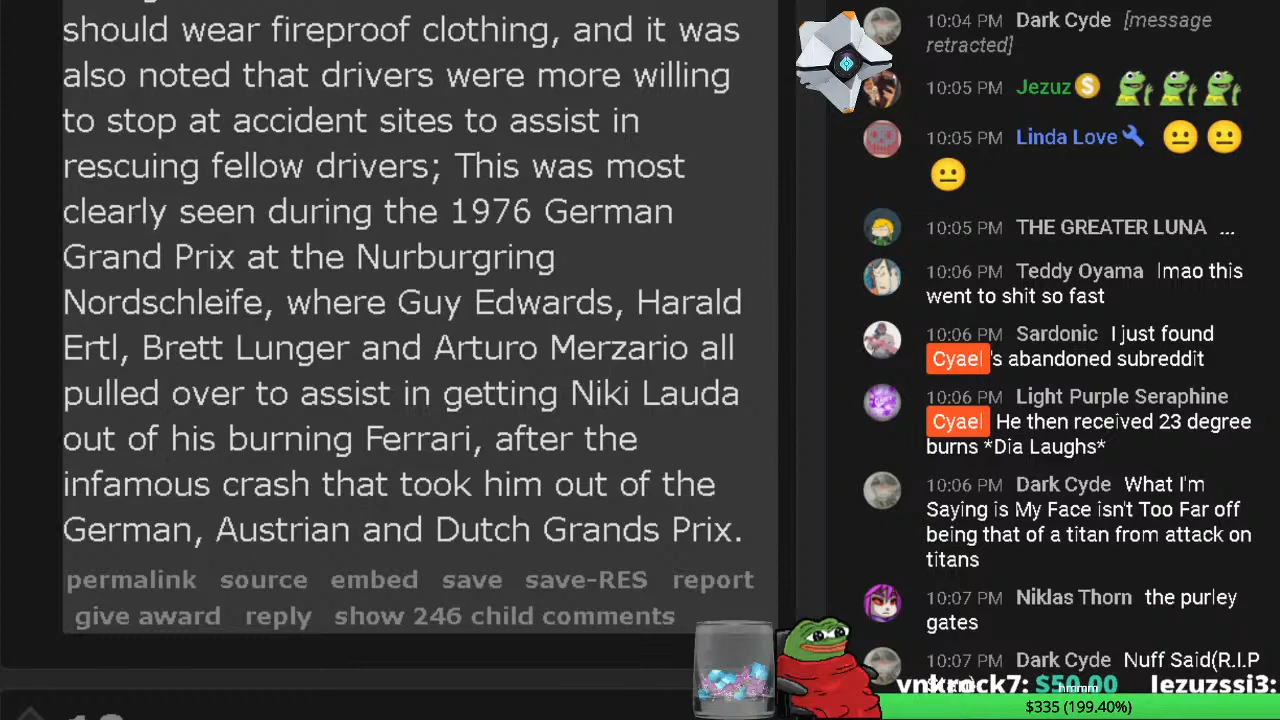 should wear fireproof clothing, and it was
also noted that drivers were more willing
to stop at accident sites to assist in
rescuing fellow drivers; This was most
clearly seen during the 1976 German
Grand Prix at the Nurburgring
Nordschleife, where Guy Edwards, Harald
Ertl, Brett Lunger and Arturo Merzario all
pulled over to assist in getting Niki Lauda
out of his burning Ferrari, after the
infamous crash that took him out of the
German, Austrian and Dutch Grands Prix.
permalink source embed save save-RES report
give award reply show 246 child comments
10:04 PM Dark Cyde [message
retracted]
10:05 PM Jezuz
10:05 PM Linda Love
10:05 PM THE GREATER LUNA ...
10:06 PM Teddy Oyama lmao this
went to shit so fast
10:06 PM Sardonic I just found
Cyael 's abandoned subreddit
10:06 PM Light Purple Seraphine
Cyael He then received 23 degree
burns *Dia Laughs*
10:06 PM Dark Cyde What I'm
Saying is My Face isn't Too Far off
being that of a titan from attack on
titans
10:07 PM Niklas Thorn the purley
gates
10:07 PM Dark Cyde Nuff Said(R.I.P
vnkrock7: $50.00 lezuzssi3:
hmmm
$335 (199.40%)